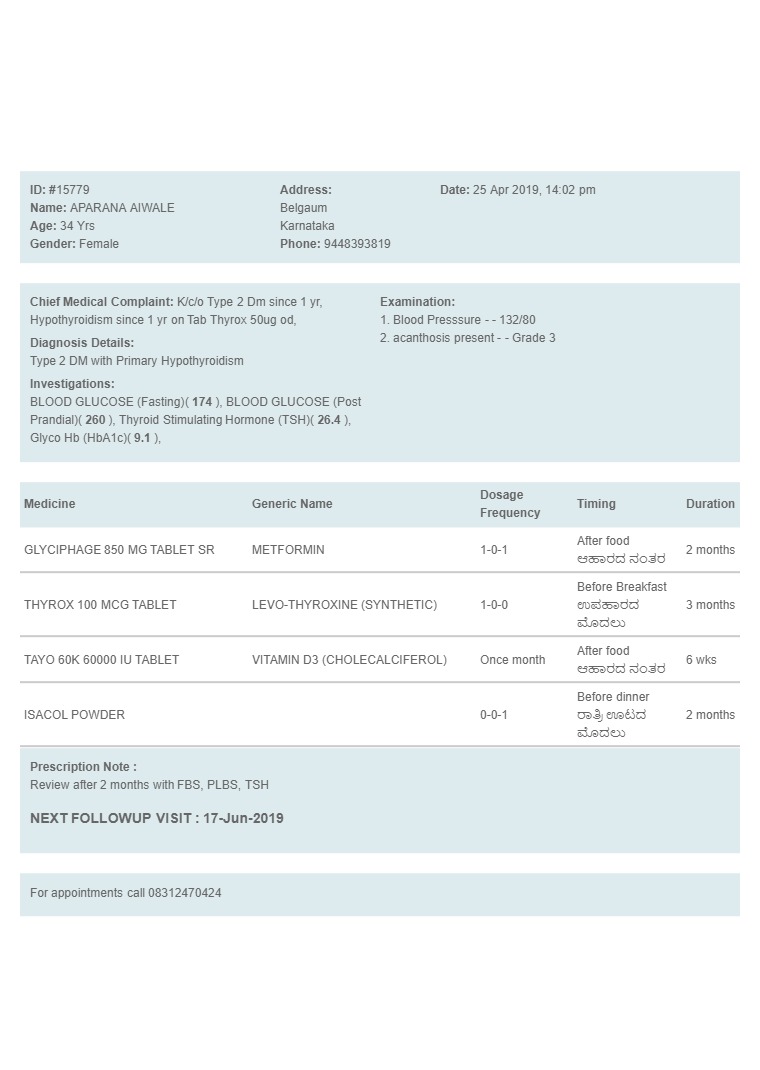 ID: #15779
Name: APARANA AIWALE
Age: 34 Yrs
Gender: Female
Address:
Belgaum
Karnataka
Phone: 9448393819
Date: 25 Apr 2019, 14:02 pm
Chief Medical Complaint: K/c/o Type 2 Dm since 1 yr,
Hypothyroidism since 1 yr on Tab Thyrox 50ug od,
Diagnosis Details:
Type 2 DM with Primary Hypothyroidism
Investigations:
BLOOD GLUCOSE (Fasting)( 174 ), BLOOD GLUCOSE (Post
Prandial)( 260 ), Thyroid Stimulating Hormone (TSH)( 26.4 ),
Glyco Hb (HbA1c)( 9.1 ),
Examination:
1. Blood Presssure - - 132/80
2. acanthosis present - - Grade 3
Medicine Generic Name Dosage Frequency Timing Duration
GLYCIPHAGE 850 MG TABLET SR METFORMIN 1-0-1 After food 2 months
ಆಹಾರದ ನಂತರ
THYROX 100 MCG TABLET LEVO-THYROXINE (SYNTHETIC) 1-0-0 Before Breakfast 3 months
ಉಪಹಾರದ
ಮೊದಲು
TAYO 60K 60000 IU TABLET VITAMIN D3 (CHOLECALCIFEROL) Once month After food 6 wks
ಆಹಾರದ ನಂತರ
ISACOL POWDER 0-0-1 Before dinner 2 months
ರಾತ್ರಿ ಊಟದ
ಮೊದಲು
Prescription Note :
Review after 2 months with FBS, PLBS, TSH
NEXT FOLLOWUP VISIT : 17-Jun-2019
For appointments call 08312470424